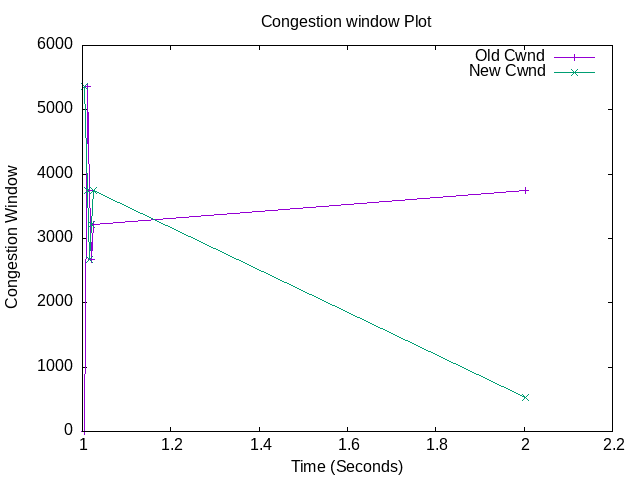 Congestion window Plot
6000
5000
4000
3000
2000
1000
0
Congestion Window
Old Cwnd
New Cwnd
1 1.2 1.4 1.6 1.8 2 2.2
Time (Seconds)